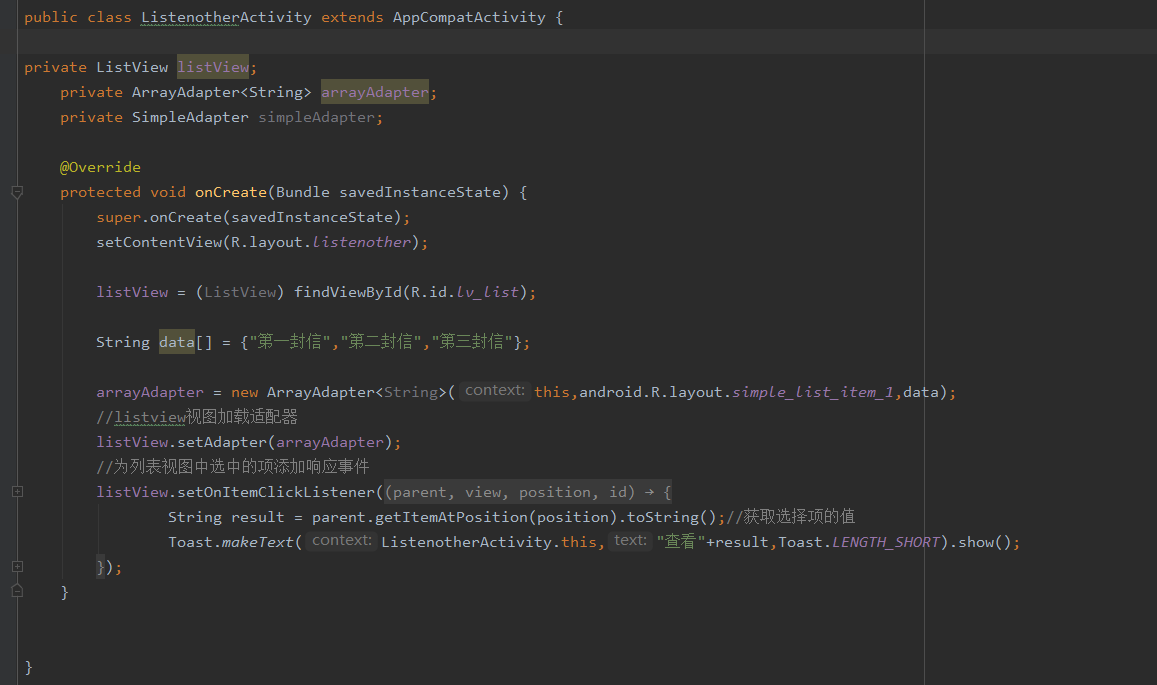 public class ListenotherActivity extends AppCompatActivity {
private ListView listView;
private ArrayAdapter<String> arrayAdapter;
private SimpleAdapter simpleAdapter;
@Override
protected void onCreate(Bundle savedInstanceState) {
super.onCreate(savedInstanceState);
setContentView(R.layout.listenother);
listView = (ListView) findViewById(R.id.lv_list);
String data[] = {"第一封信","第二封信","第三封信"};
arrayAdapter = new ArrayAdapter<String>( context: this,android.R.layout.simple_list_item_1,data);
//listview视图加载适配器
listView.setAdapter(arrayAdapter);
//为列表视图中选中的项添加响应事件
listView.setOnItemClickListener((parent, view, position, id) → {
String result = parent.getItemAtPosition(position).toString();//获取选择项的值
Toast.makeText( context: ListenotherActivity.this, text: "查看"+result,Toast.LENGTH_SHORT).show();
});
}
}